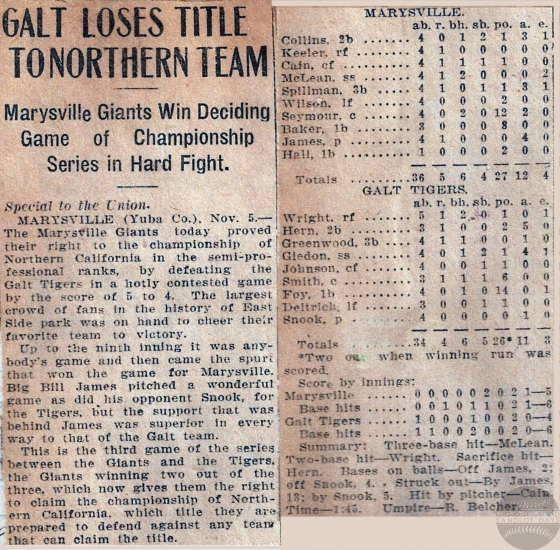 GALT LOSES TITLE
TO NORTHERN TEAM
Marysville Giants Win Deciding
Game of Championship
Series in Hard Fight.
Special to the Union.
MARYSVILLE (Yuba Co.), Nov. 5.—
The Marysville Giants today proved
their right to the championship of
Northern California in the semi-pro-
fessional ranks, by defeating the
Galt Tigers in a hotly contested game
by the score of 5 to 4. The largest
crowd of fans in the history of East
Side park was on hand to cheer their
favorite team to victory.
Up to the ninth inning it was any-
body's game and then came the spurt
that won the game for Marysville.
Big Bill James pitched a wonderful
game as did his opponent Snook, for
the Tigers, but the support that was
behind James was superior in every
way to that of the Galt team.
This is the third game of the series
between the Giants and the Tigers,
the Giants winning two out of the
three, which now gives them the right
to claim the championship of North-
ern California, which title they are
prepared to defend against any team
that can claim the title.
MARYSVILLE.
ab. r. bh. sb. po. a. e.
Collins, 2b ........ 4 0 1 2 1 3 1
Keeler, rf ........ 4 1 0 0 0 0 0
Cain, cf ........ 4 1 1 1 0 0 0
McLean, ss ........ 4 1 2 0 0 0 2
Spillman, 3b ........ 4 1 0 1 1 3 1
Wilson, lf ........ 4 0 0 0 2 0 0
Seymour, c ........ 4 0 2 0 12 2 0
Baker, 1b ........ 3 0 0 0 8 0 0
James, p ........ 4 1 0 0 0 4 0
Hall, 1b ........ 1 0 0 0 2 0 0
Totals ........ 36 5 6 4 27 12 4
GALT TIGERS.
ab. r. bh. sb. po. a. e.
Wright, rf ........ 5 1 2 0 1 0 1
Hern, 2b ........ 3 1 0 0 2 5 0
Greenwood, 3b ........ 4 1 1 0 0 1 0
Gledon, ss ........ 4 0 1 2 1 4 1
Johnson, cf ........ 4 0 0 1 1 0 0
Smith, c ........ 3 1 1 1 6 0 0
Foy, 1b ........ 4 0 1 0 14 0 1
Deltrich, lf ........ 3 0 0 1 1 0 0
Snook, p ........ 4 0 0 0 0 1 0
Totals ........ 34 4 6 5 26* 11 3
*Two out when winning run was
scored.
Score by innings:
Marysville 0 0 0 0 0 2 0 2 1—5
Base hits 0 0 1 0 1 1 0 2 1—6
Galt Tigers 1 0 0 0 1 0 0 2 0—4
Base hits 1 1 0 0 2 0 0 2 0—6
Summary: Three-base hit—McLean.
Two-base hit—Wright. Sacrifice hit—
Hern. Bases on balls—Off James, 2;
off Snook, 4. Struck out—By James,
13; by Snook, 5. Hit by pitcher—Cain.
Time—1:45. Umpire—R. Belcher.